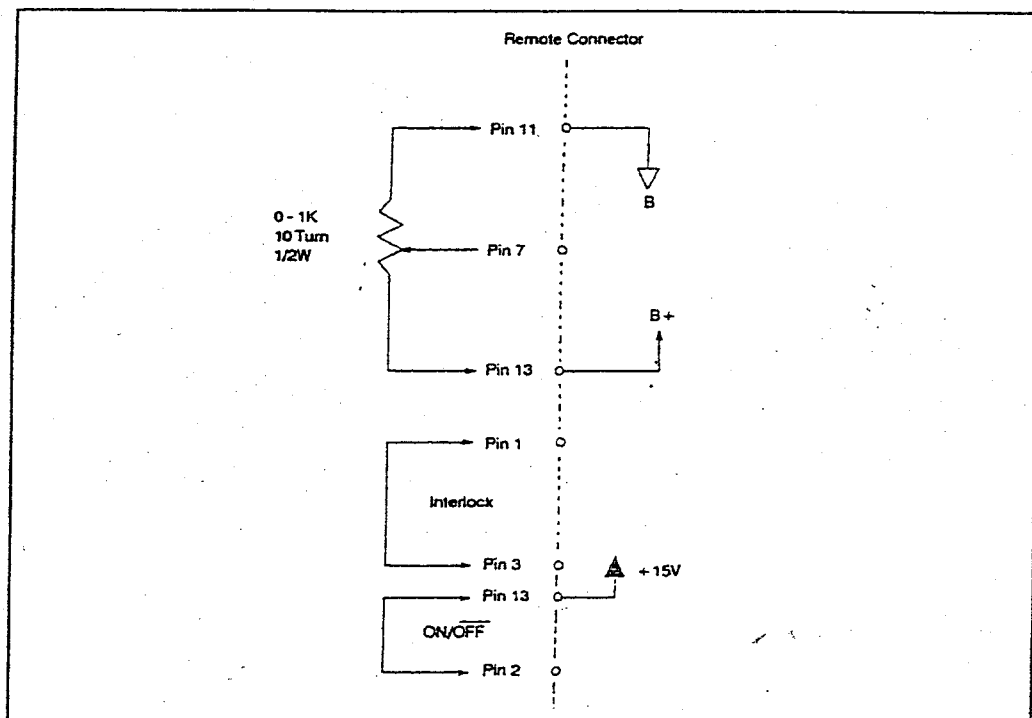 Remote Connector
Pin 11
B
0 - 1K
10 Turn
1/2W
Pin 7
B +
Pin 13
Pin 1
Interlock
Pin 3
+ 15V
Pin 13
ON/OFF
Pin 2